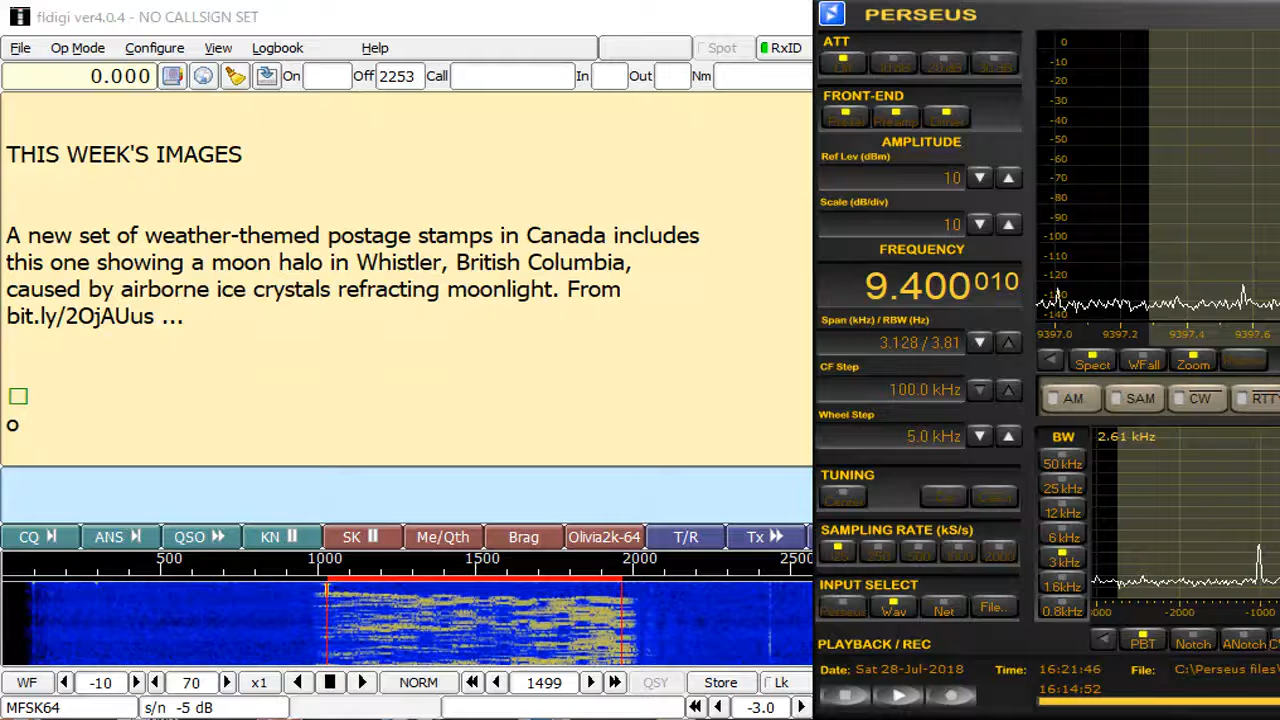 fldigi ver4.0.4 - NO CALLSIGN SET
File Op Mode Configure View Logbook Help Spot RxID
0.000 On Off 2253 Call In Out Nm
THIS WEEK'S IMAGES
A new set of weather-themed postage stamps in Canada includes
this one showing a moon halo in Whistler, British Columbia,
caused by airborne ice crystals refracting moonlight. From
bit.ly/2OjAUus ...
o
CQ ANS QSO KN SK Me/Qth Brag Olivia2k-64 T/R Tx
500 1000 1500 2000 2500
WF -10 70 x1 NORM 1499 QSY Store Lk
MFSK64 s/n -5 dB -3.0
PERSEUS
ATT
FRONT-END
Presel Preamp Dither
AMPLITUDE
Ref Lev (dBm)
10
Scale (dB/div)
10
FREQUENCY
9.400010
Span (kHz) / RBW (Hz)
3.128 / 3.81
CF Step
100.0 kHz
Wheel Step
5.0 kHz
TUNING
Center
SAMPLING RATE (kS/s)
INPUT SELECT
Perseus Wav Net File..
PLAYBACK / REC
Date: Sat 28-Jul-2018 Time: 16:21:46 File: C:\Perseus files\
16:14:52
0
-10
-20
-30
-40
-50
-60
-70
-80
-90
-100
-110
-120
-130
-140
9397.0 9397.2 9397.4 9397.6
Spect WFall Zoom
AM SAM CW RTTY
BW 2.61 kHz
50 kHz
25 kHz
12 kHz
6 kHz
3 kHz
1.6kHz
0.8kHz
-2000 -1000
PBT Notch ANotch